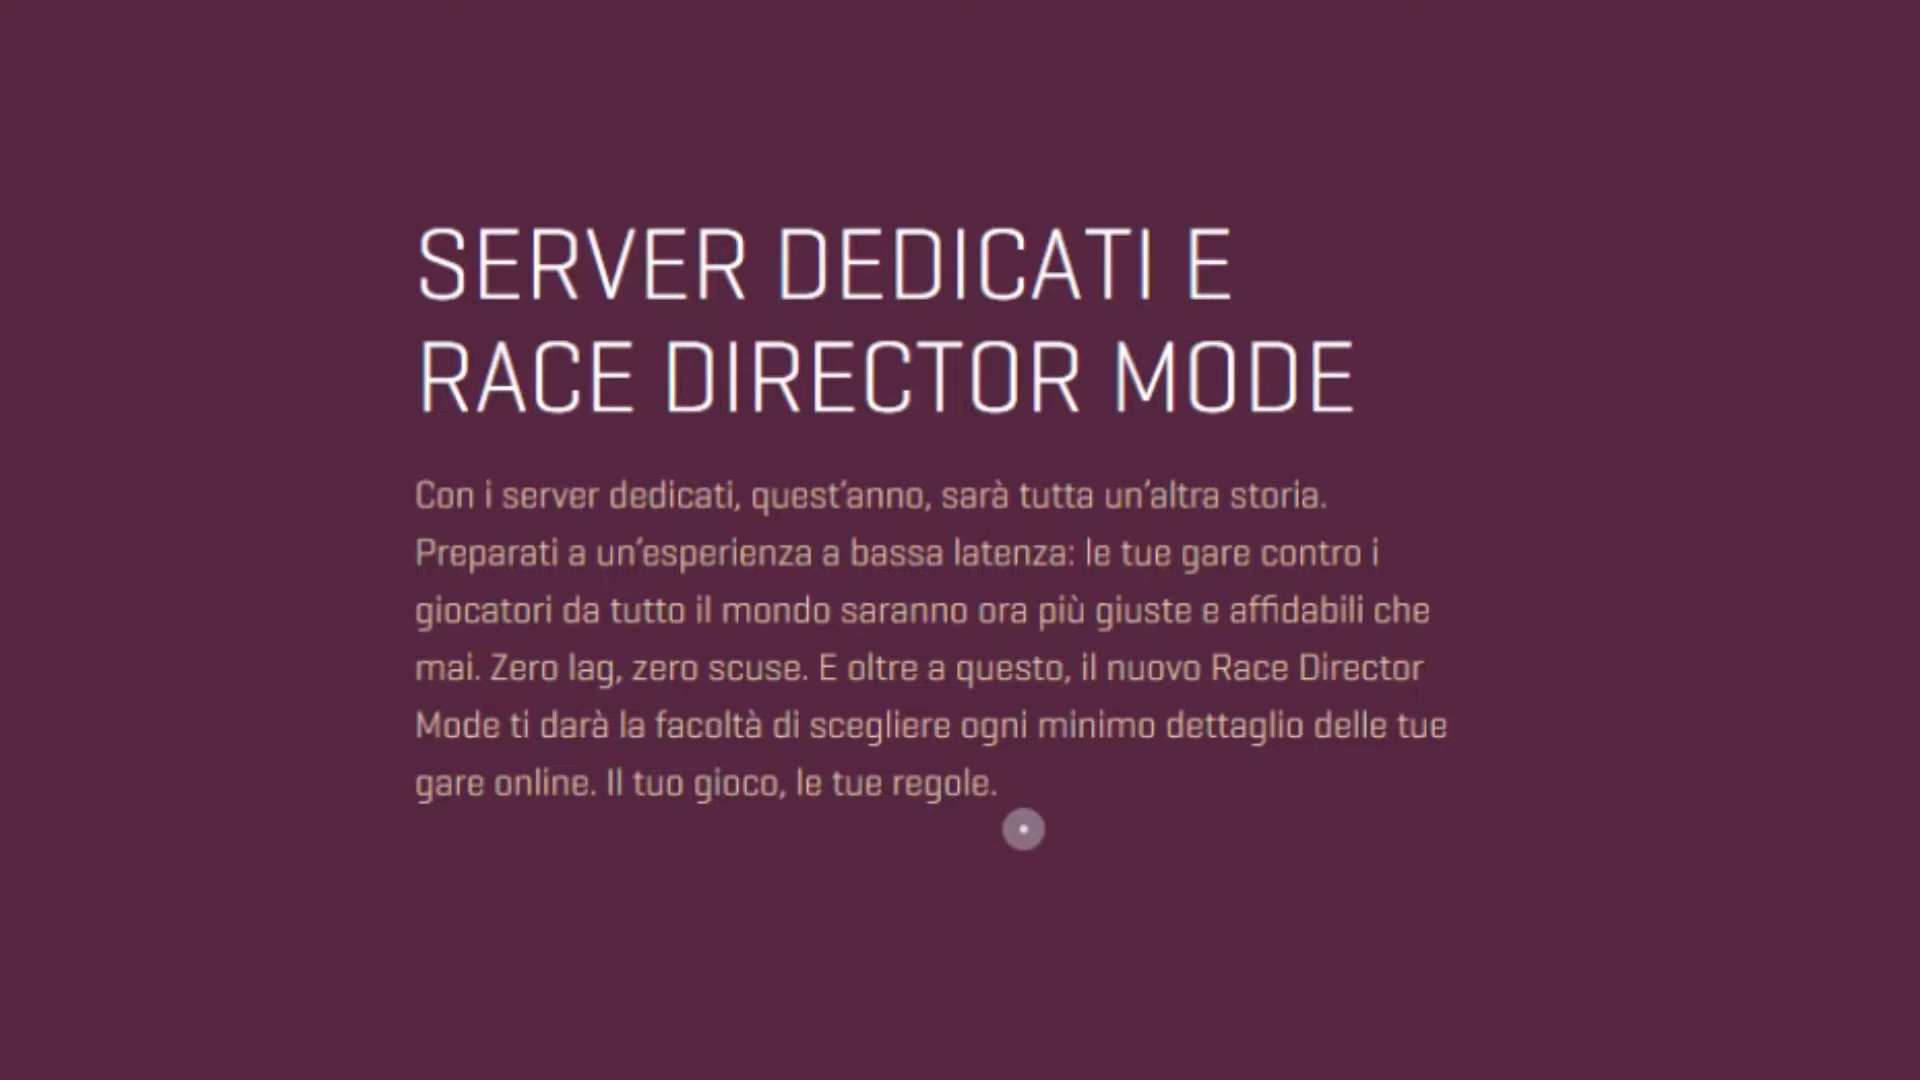 SERVER DEDICATI E
RACE DIRECTOR MODE
Con i server dedicati, quest’anno, sarà tutta un’altra storia.
Preparati a un’esperienza a bassa latenza: le tue gare contro i
giocatori da tutto il mondo saranno ora più giuste e affidabili che
mai. Zero lag, zero scuse. E oltre a questo, il nuovo Race Director
Mode ti darà la facoltà di scegliere ogni minimo dettaglio delle tue
gare online. Il tuo gioco, le tue regole.